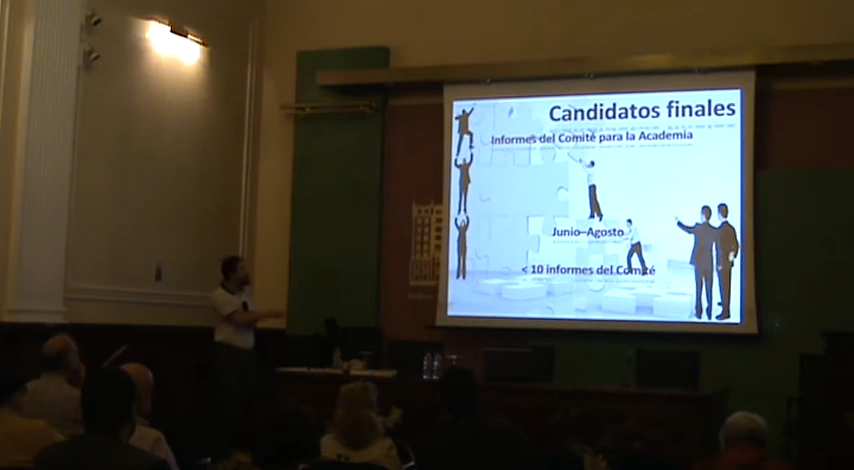 Candidatos finales
Informes del Comité para la Academia
Junio–Agosto
< 10 informes del Comité